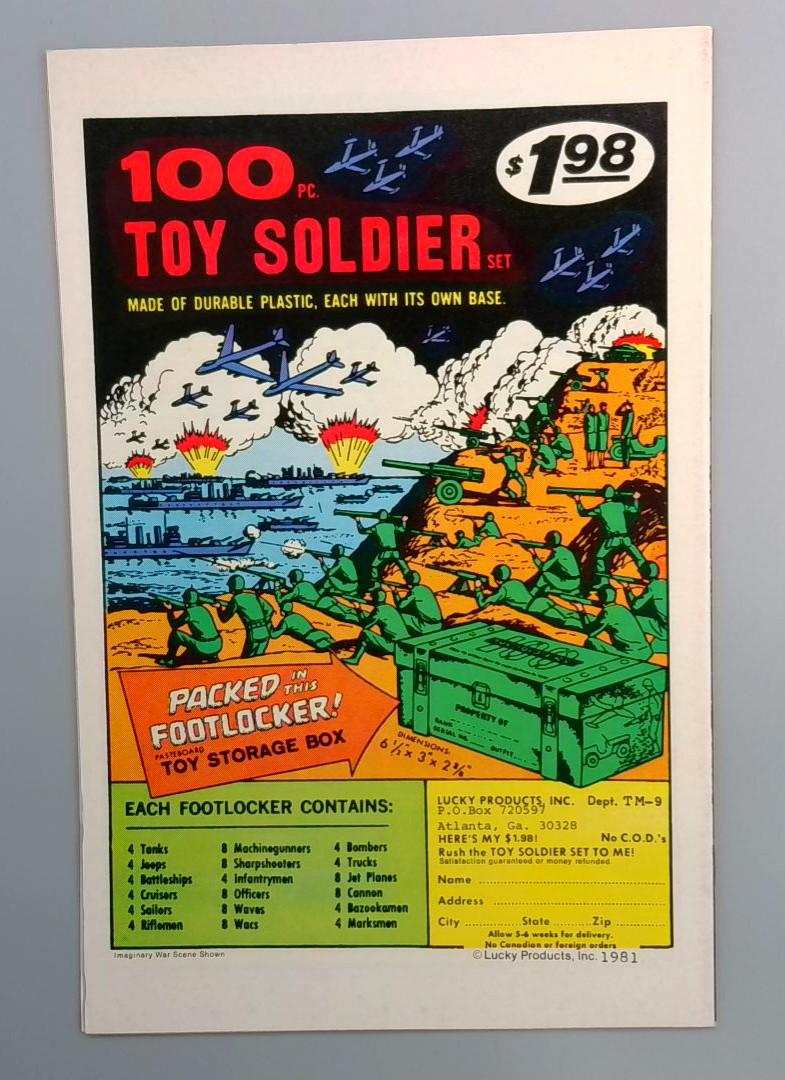 100 PC.
$1.98
TOY SOLDIER SET
MADE OF DURABLE PLASTIC, EACH WITH ITS OWN BASE.
PACKED IN THIS
FOOTLOCKER!
PASTEBOARD
TOY STORAGE BOX
DIMENSIONS:
6 1/2" x 3" x 2 3/8"
PROPERTY OF
NAME
SERIAL NO. OUTFIT
EACH FOOTLOCKER CONTAINS:
4 Tanks
4 Jeeps
4 Battleships
4 Cruisers
4 Sailors
4 Riflemen
8 Machinegunners
8 Sharpshooters
4 Infantrymen
8 Officers
8 Waves
8 Wacs
4 Bombers
4 Trucks
8 Jet Planes
8 Cannon
4 Bazookamen
4 Marksmen
LUCKY PRODUCTS, INC. Dept. TM-9
P.O.Box 720597
Atlanta, Ga. 30328
HERE'S MY $1.98! No C.O.D.'s
Rush the TOY SOLDIER SET TO ME!
Satisfaction guaranteed or money refunded.
Name
Address
City State Zip
Allow 5-6 weeks for delivery.
No Canadian or foreign orders
Imaginary War Scene Shown
© Lucky Products, Inc. 1981